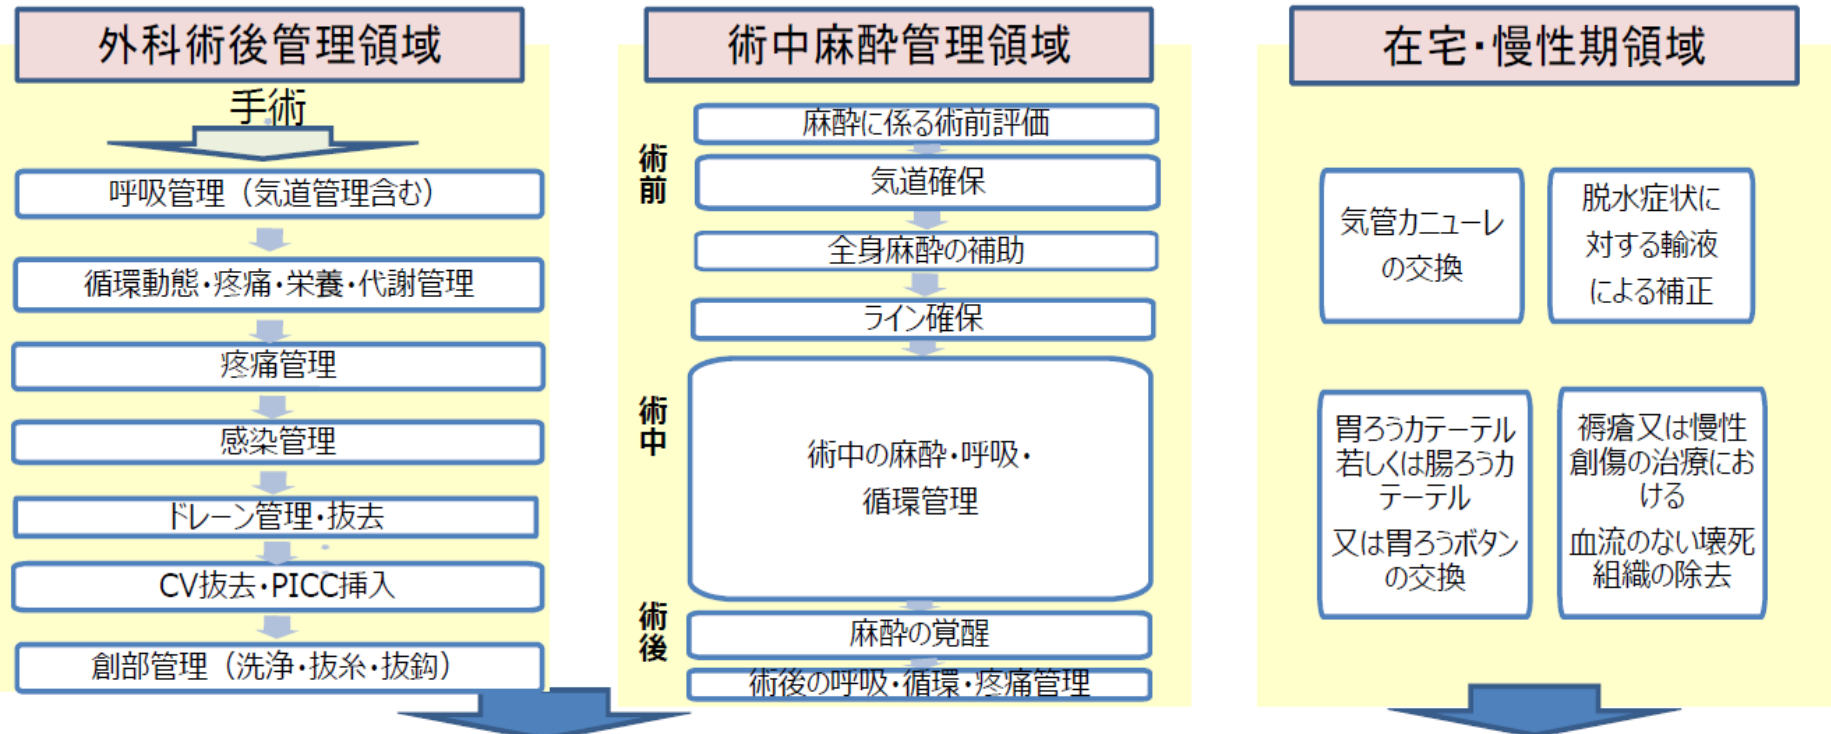 外科術後管理領域
手術
呼吸管理（気道管理含む）
循環動態・疼痛・栄養・代謝管理
疼痛管理
感染管理
ドレーン管理・抜去
CV抜去・PICC挿入
創部管理（洗浄・抜糸・抜鈎）
術中麻酔管理領域
術前
麻酔に係る術前評価
気道確保
全身麻酔の補助
ライン確保
術中
術中の麻酔・呼吸・
循環管理
術後
麻酔の覚醒
術後の呼吸・循環・疼痛管理
在宅・慢性期領域
気管カニューレ
の交換
脱水症状に
対する輸液
による補正
胃ろうカテーテル
若しくは腸ろうカ
テーテル
又は胃ろうボタン
の交換
褥瘡又は慢性
創傷の治療にお
ける
血流のない壊死
組織の除去